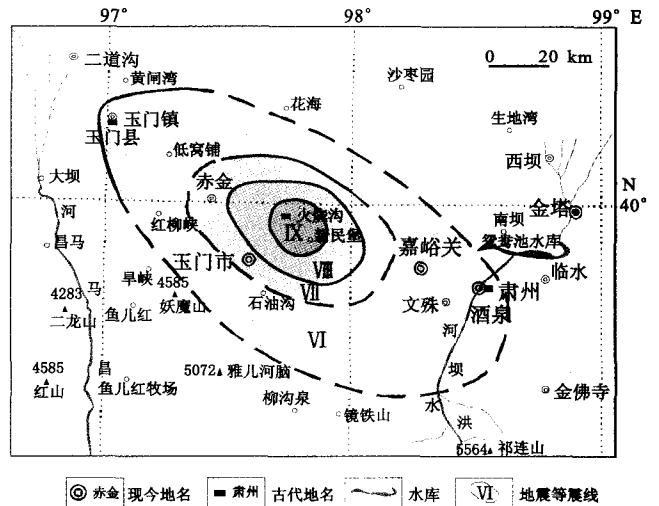 97° 98° 99° E
0 20 km
二道沟
黄闸湾
沙枣园
花海
生地湾
玉门镇
玉门县
低窝铺
西坝
大坝
赤金
N
40°
金塔
火烧沟
红柳峡
南坝
河
IX
昌马
鸳鸯池水库
嘉峪关
玉门市
临水
旱峡
VIII
4585
马
VII
石油沟
文殊
肃州
4283
妖魔山
鱼儿红
酒泉
二龙山
河
VI
4585
昌
5072 雅儿河脑
坝
红山
鱼儿红牧场
金佛寺
柳沟泉
镜铁山
水
洪
5564 祁连山
赤金 现今地名
肃州 古代地名
水库
VI 地震等震线